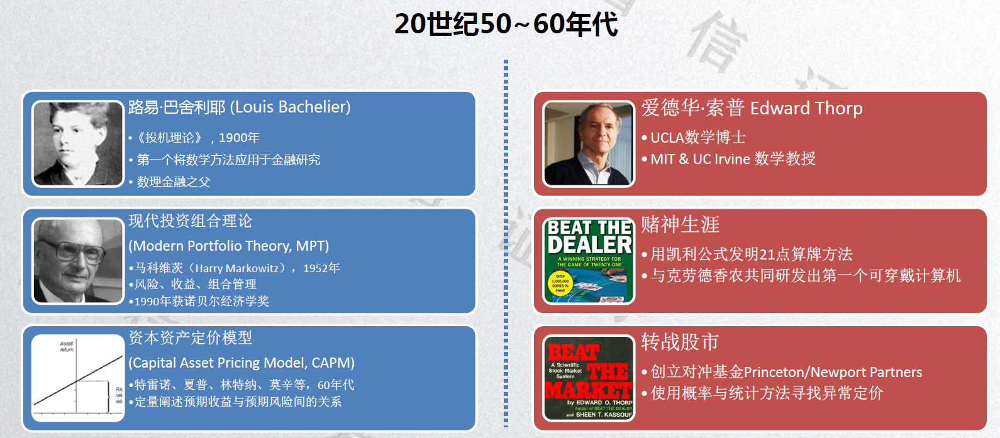 20世纪50~60年代
路易·巴舍利耶 (Louis Bachelier)
•《投机理论》，1900年
• 第一个将数学方法应用于金融研究
• 数理金融之父
现代投资组合理论
(Modern Portfolio Theory, MPT)
•马科维茨（Harry Markowitz），1952年
•风险、收益、组合管理
•1990年获诺贝尔经济学奖
Asset
return
资本资产定价模型
(Capital Asset Pricing Model, CAPM)
•特雷诺、夏普、林特纳、莫辛等，60年代
•定量阐述预期收益与预期风险间的关系
爱德华·索普 Edward Thorp
• UCLA数学博士
• MIT & UC Irvine 数学教授
BEAT THE
DEALER
A WINNING STRATEGY FOR
THE GAME OF TWENTY-ONE
OVER
1,000,000
COPIES IN
PRINT
赌神生涯
• 用凯利公式发明21点算牌方法
• 与克劳德香农共同研发出第一个可穿戴计算机
BEAT
A Scientific
Stock Market
System
THE
MARKET
by EDWARD O. THORP
Author of BEAT THE DEALER
and SHEEN T. KASSOUF
转战股市
• 创立对冲基金Princeton/Newport Partners
• 使用概率与统计方法寻找异常定价
信
证